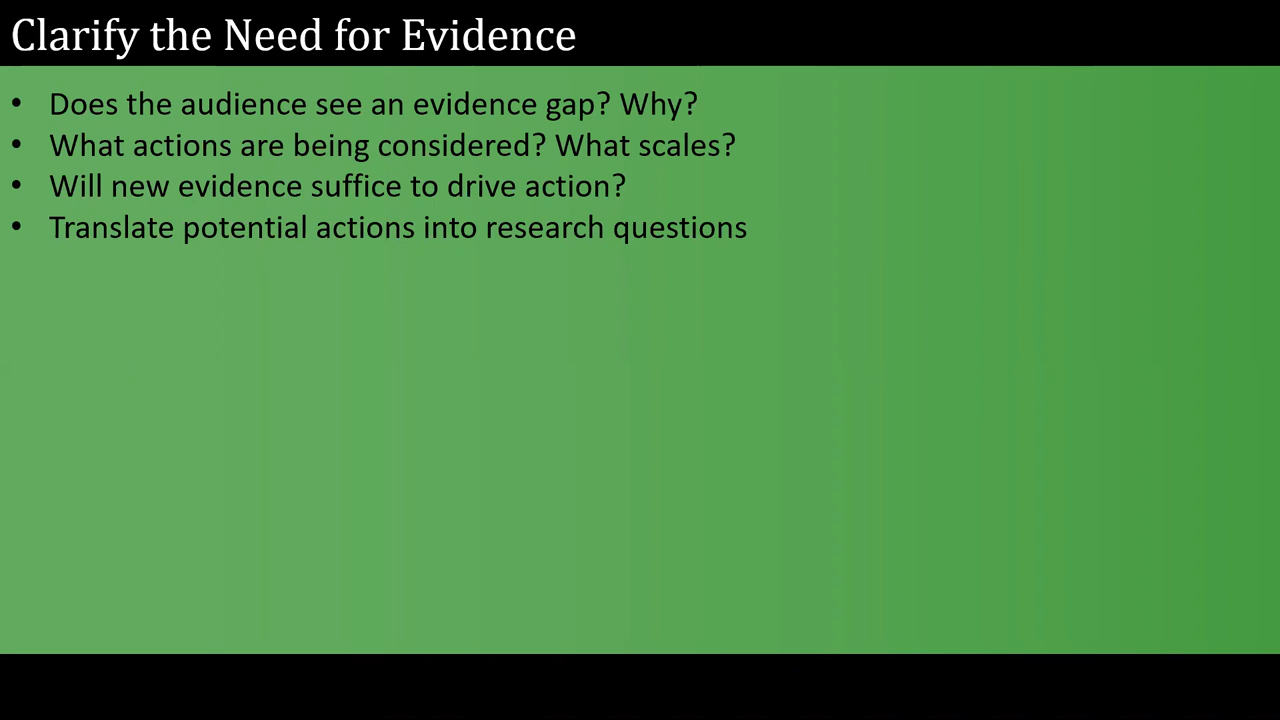 Clarify the Need for Evidence
• Does the audience see an evidence gap? Why?
• What actions are being considered? What scales?
• Will new evidence suffice to drive action?
• Translate potential actions into research questions